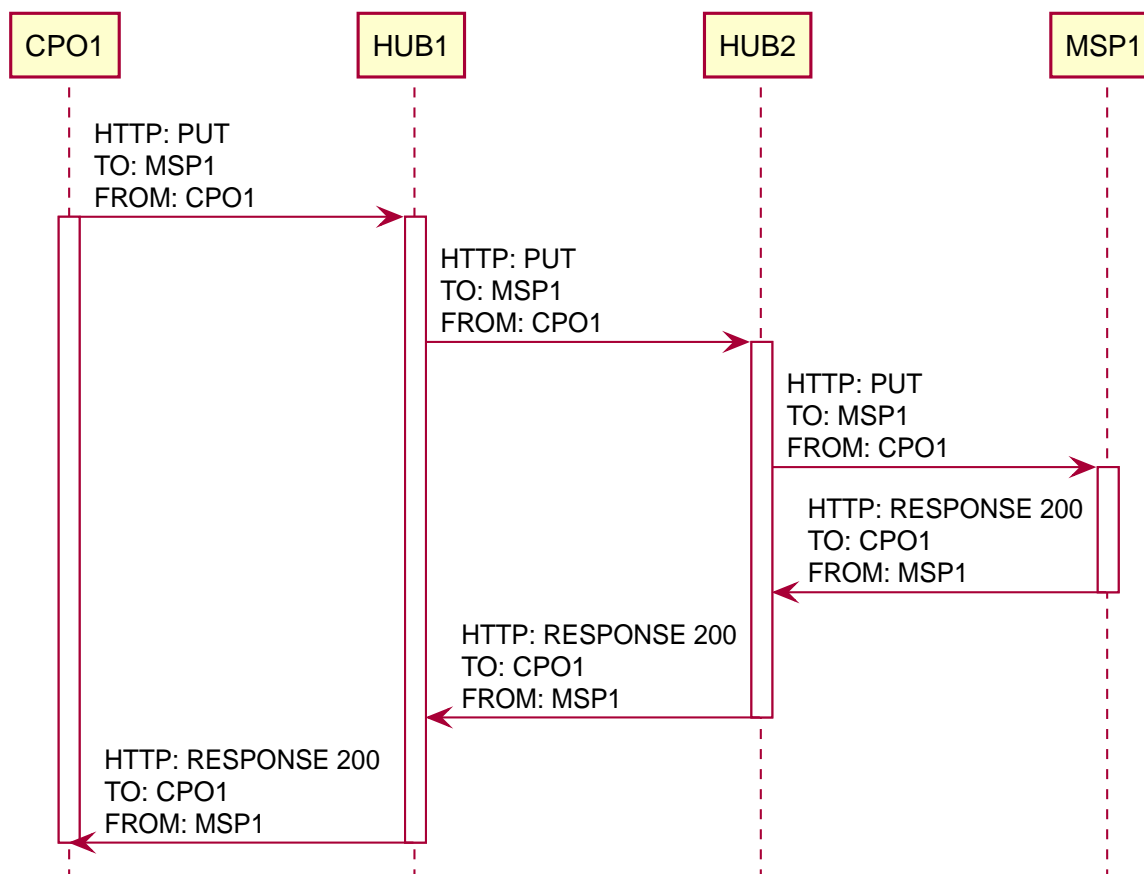 CPO1
HUB1
HUB2
MSP1
HTTP: PUT
TO: MSP1
FROM: CPO1
HTTP: PUT
TO: MSP1
FROM: CPO1
HTTP: PUT
TO: MSP1
FROM: CPO1
HTTP: RESPONSE 200
TO: CPO1
FROM: MSP1
HTTP: RESPONSE 200
TO: CPO1
FROM: MSP1
HTTP: RESPONSE 200
TO: CPO1
FROM: MSP1